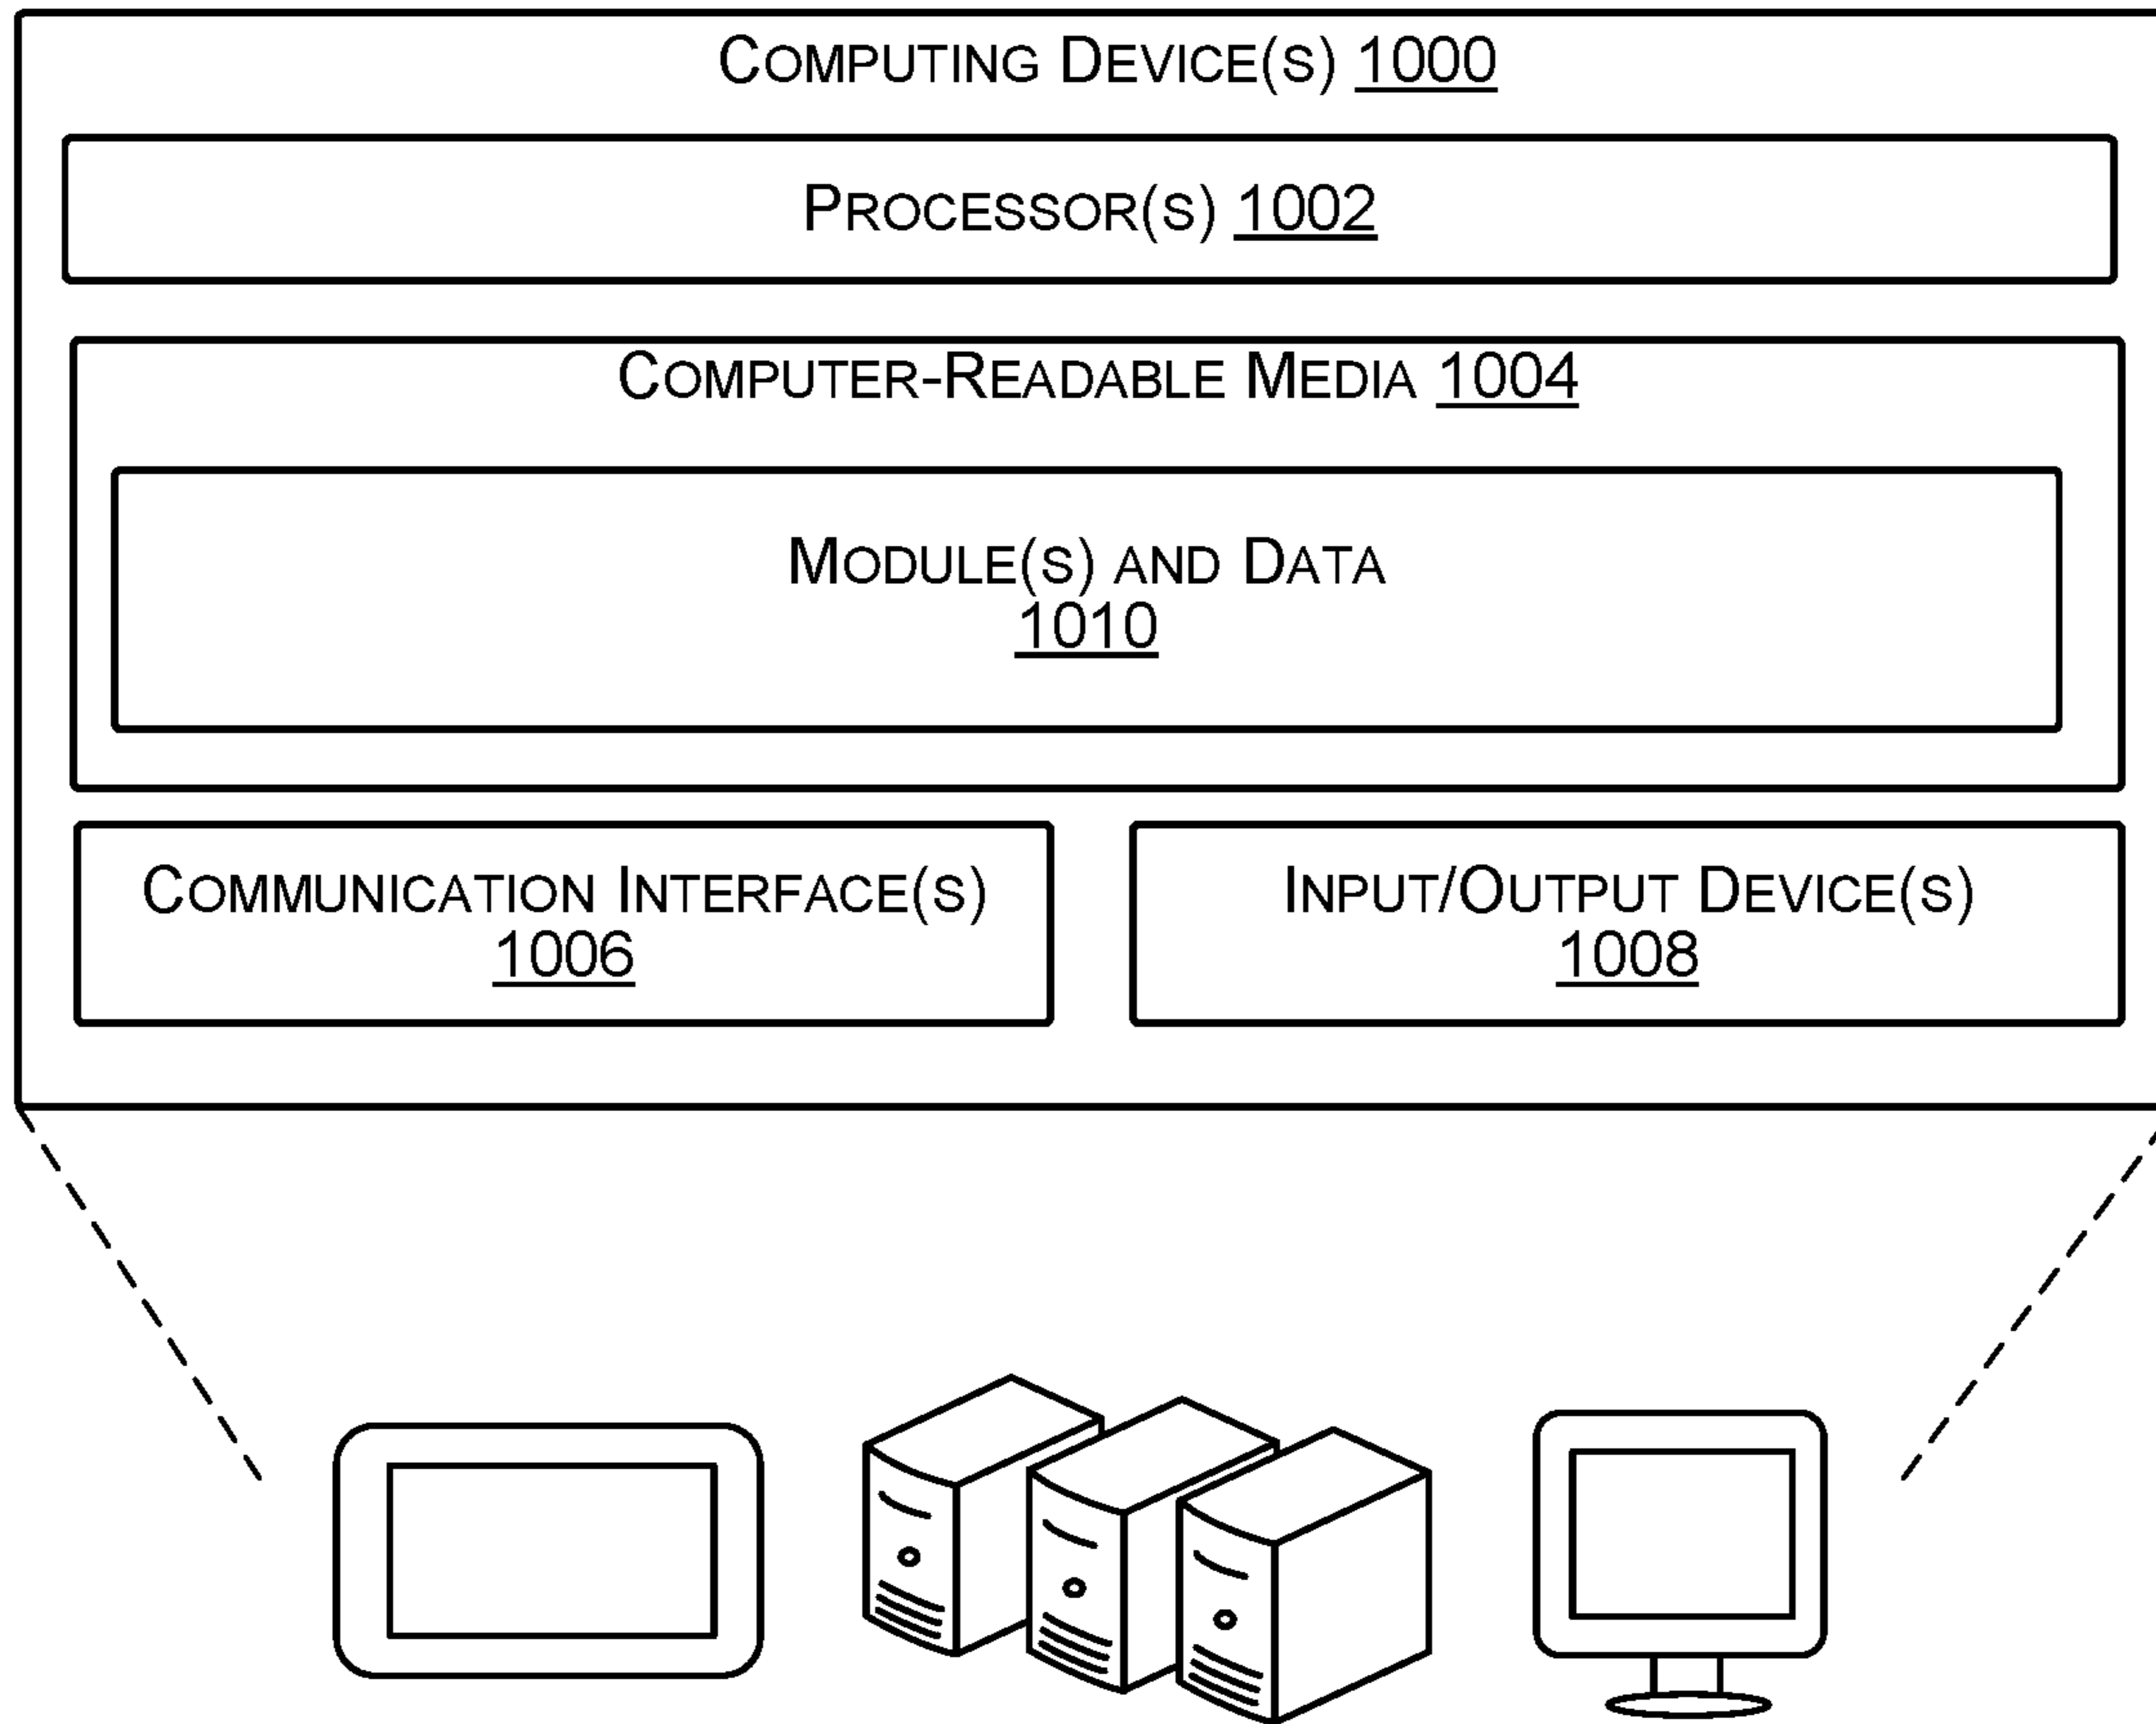 COMPUTING DEVICE(S) 1000
PROCESSOR(S) 1002
COMPUTER-READABLE MEDIA 1004
MODULE(S) AND DATA
1010
COMMUNICATION INTERFACE(S)
1006
INPUT/OUTPUT DEVICE(S)
1008